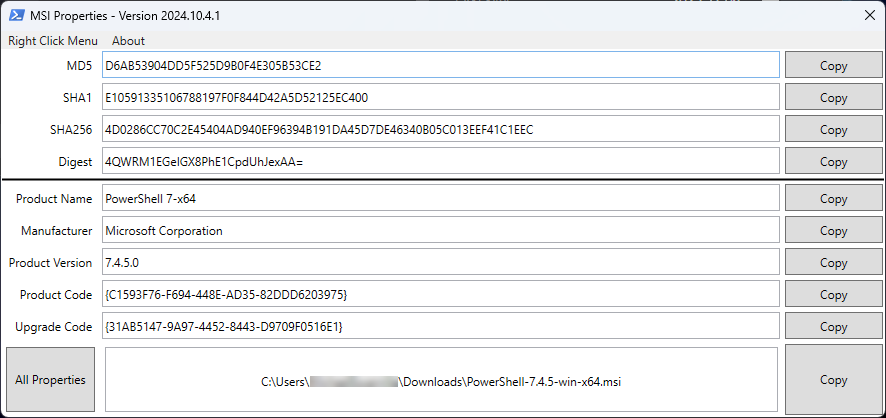 MSI Properties - Version 2024.10.4.1
Right Click Menu About
MD5 D6AB53904DD5F525D9B0F4E305B53CE2 Copy
SHA1 E10591335106788197F0F844D42A5D52125EC400 Copy
SHA256 4D0286CC70C2E45404AD940EF96394B191DA45D7DE46340B05C013EEF41C1EEC Copy
Digest 4QWRM1EGeIGX8PhE1CpdUhJexAA= Copy
Product Name PowerShell 7-x64 Copy
Manufacturer Microsoft Corporation Copy
Product Version 7.4.5.0 Copy
Product Code {C1593F76-F694-448E-AD35-82DDD6203975} Copy
Upgrade Code {31AB5147-9A97-4452-8443-D9709F0516E1} Copy
All Properties C:\Users\ \Downloads\PowerShell-7.4.5-win-x64.msi Copy